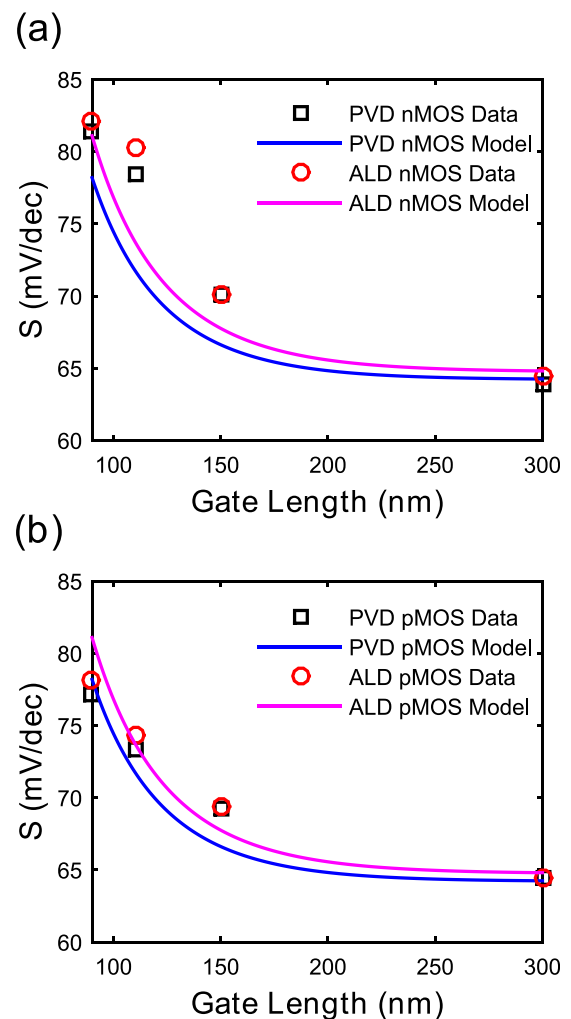 (a)
85
80
75
70
65
60
S (mV/dec)
PVD nMOS Data
PVD nMOS Model
ALD nMOS Data
ALD nMOS Model
100 150 200 250 300
Gate Length (nm)
(b)
85
80
75
70
65
60
S (mV/dec)
PVD pMOS Data
PVD pMOS Model
ALD pMOS Data
ALD pMOS Model
100 150 200 250 300
Gate Length (nm)